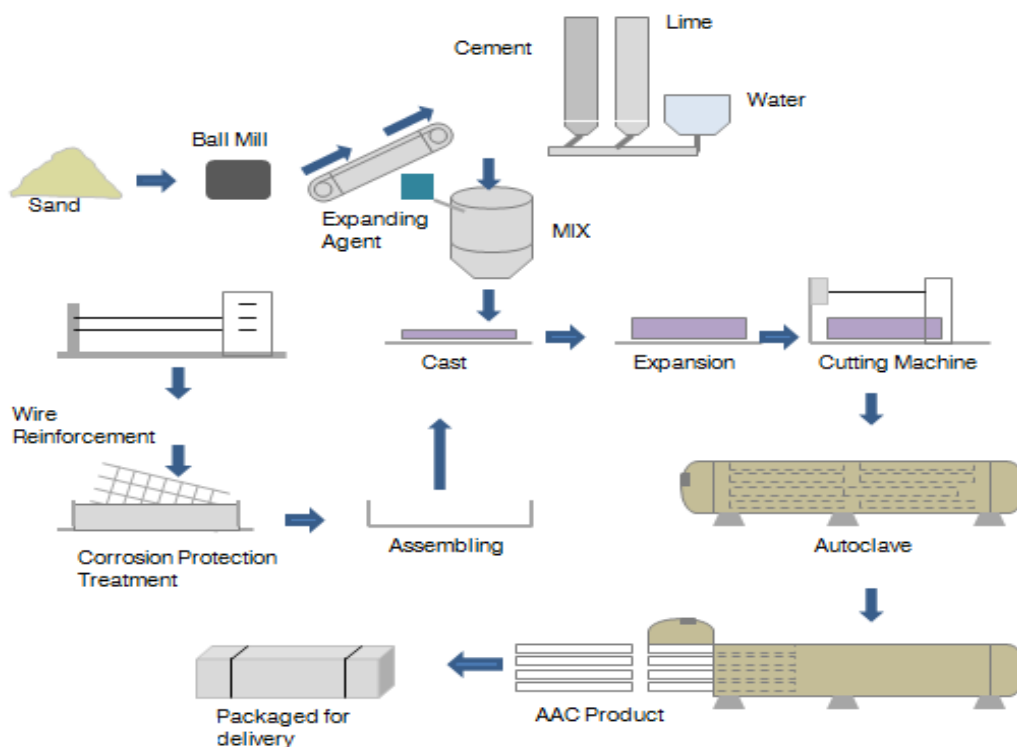 Lime
Cement
Water
Ball Mill
Sand
Expanding
Agent
MIX
Cast
Expansion
Cutting Machine
Wire
Reinforcement
Corrosion Protection
Treatment
Assembling
Autoclave
AAC Product
Packaged for
delivery